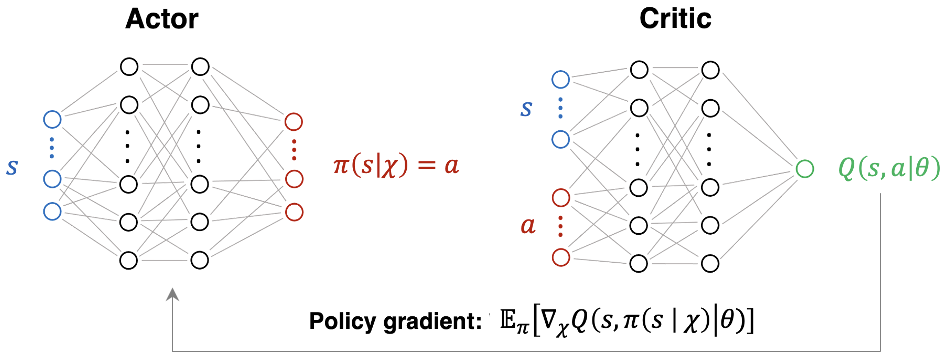 Actor
Critic
s
π(s|χ) = a
s
a
Q(s, a|θ)
Policy gradient: 𝔼π[∇χQ(s, π(s | χ)|θ)]